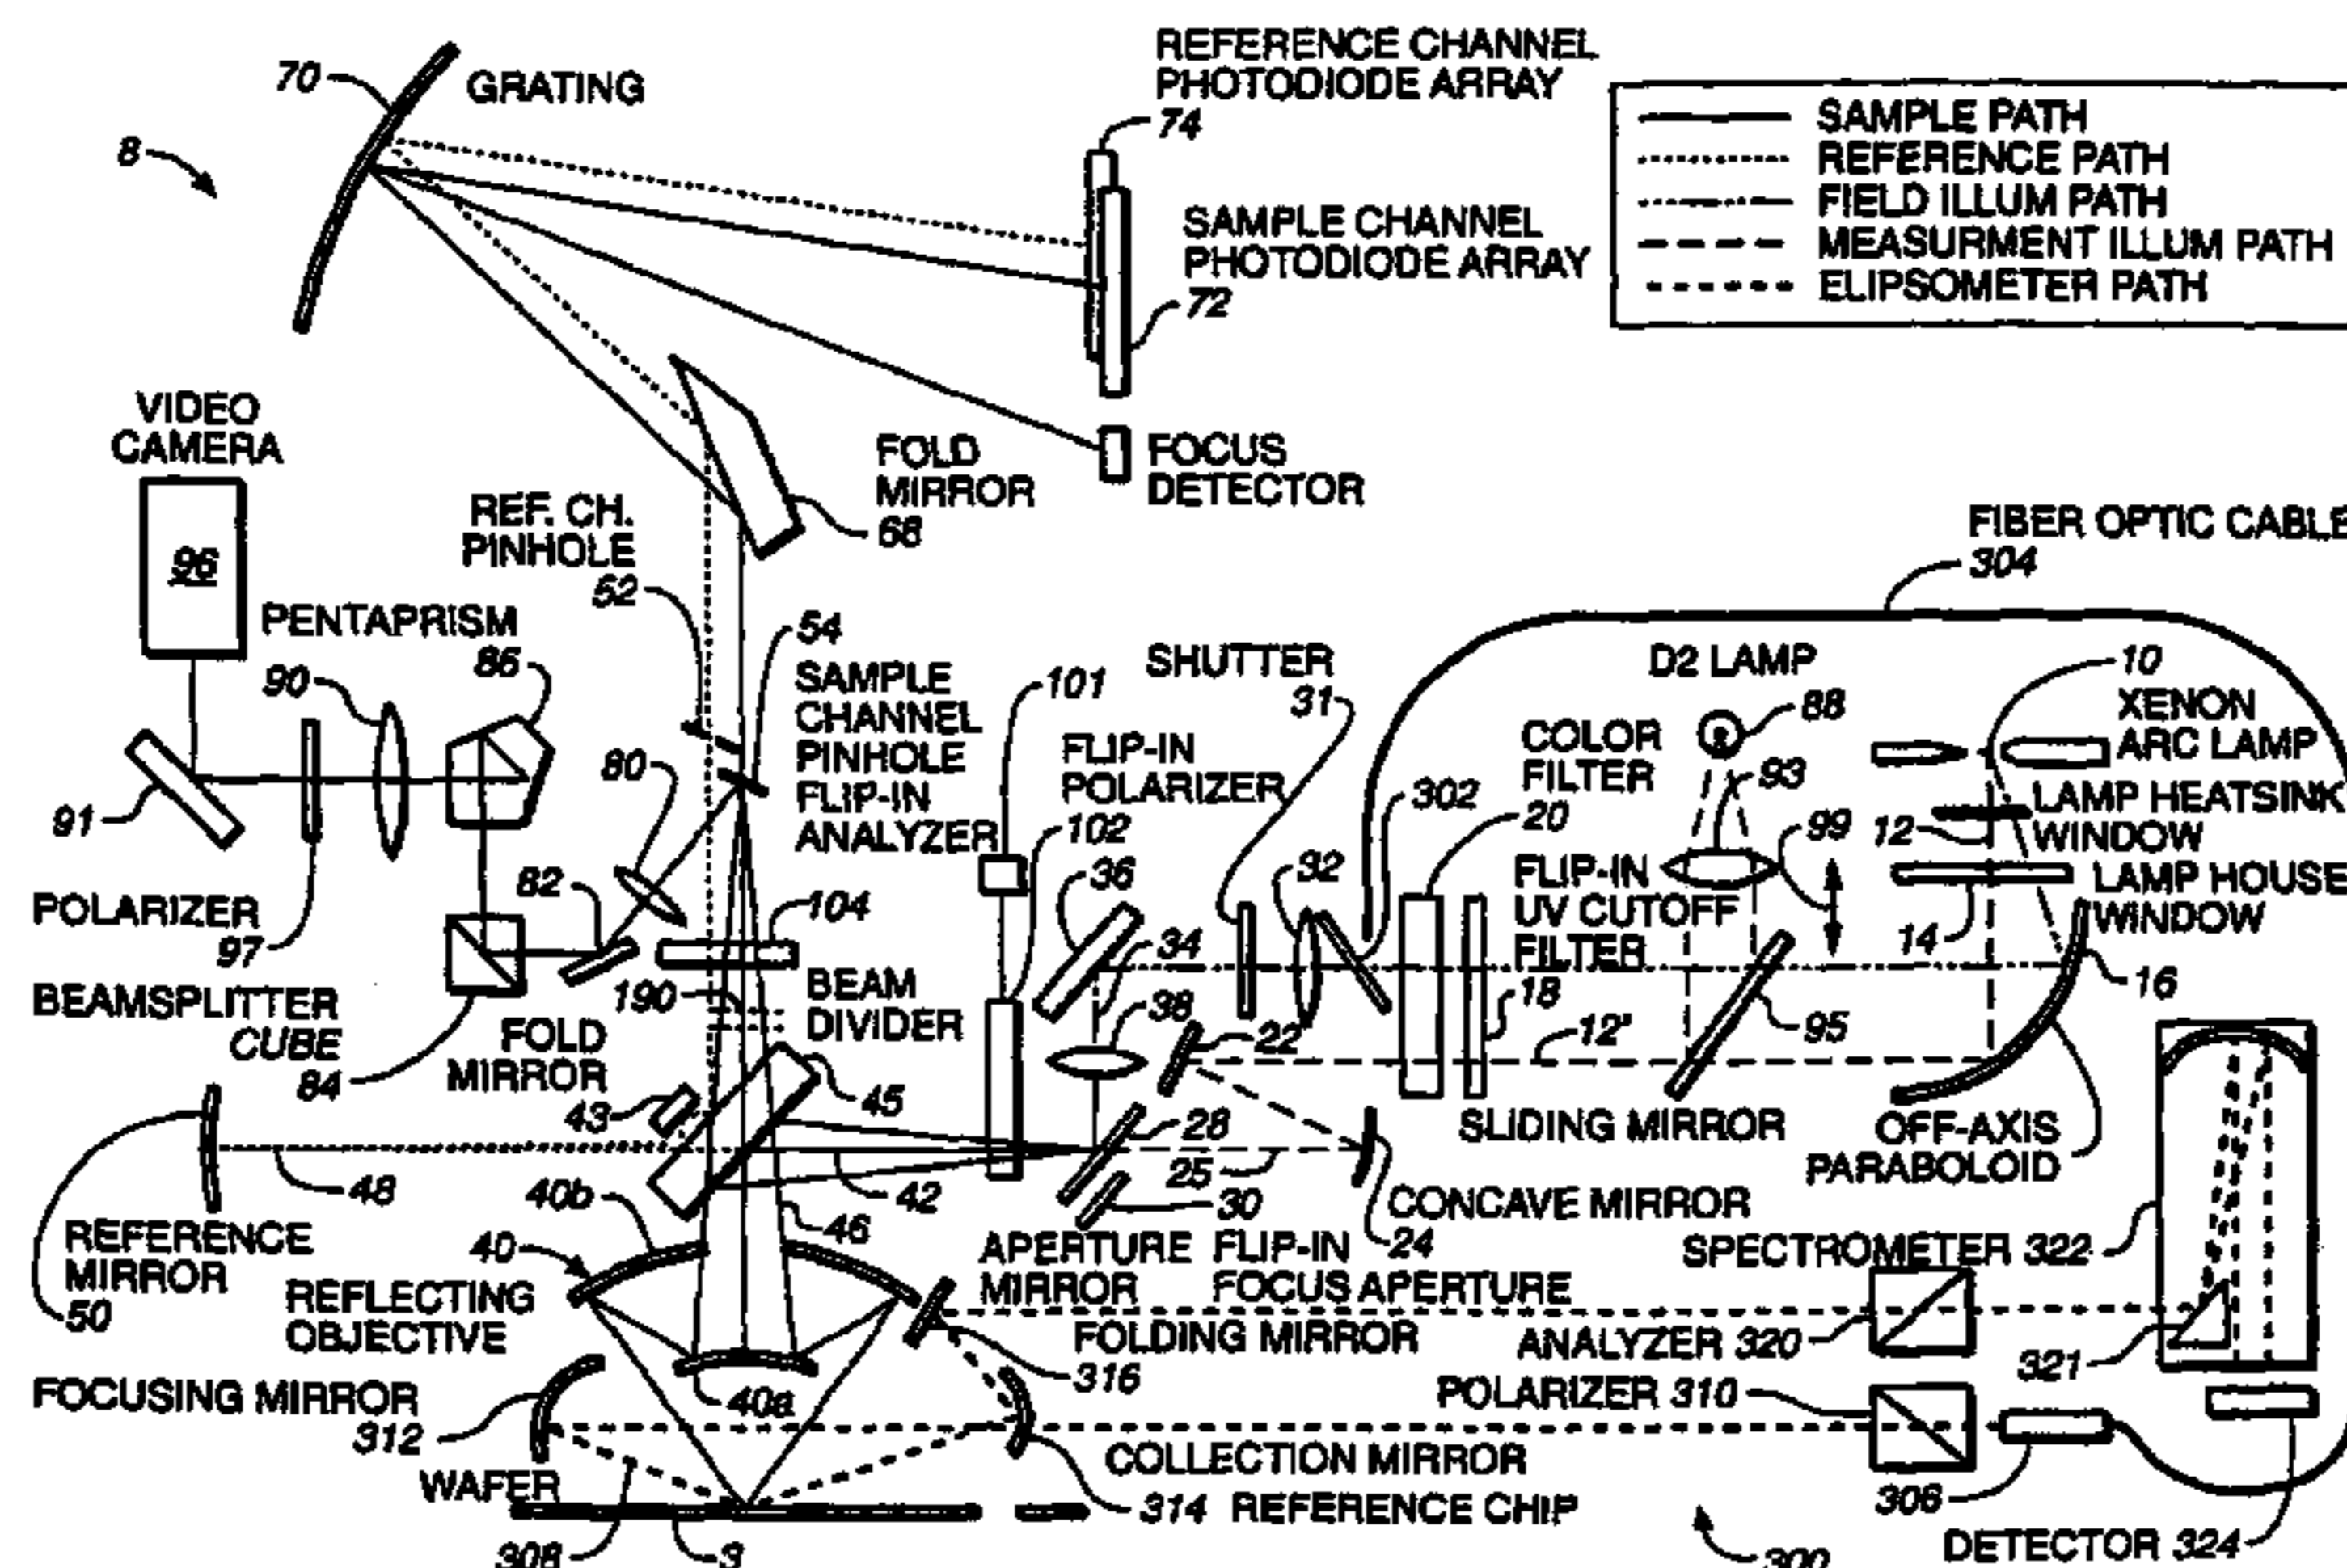 REFERENCE CHANNEL
PHOTODIODE ARRAY
74
70
GRATING
8
SAMPLE PATH
REFERENCE PATH
FIELD ILLUM PATH
MEASURMENT ILLUM PATH
ELIPSOMETER PATH
SAMPLE CHANNEL
PHOTODIODE ARRAY
72
VIDEO
CAMERA
96
FOLD
MIRROR
68
FOCUS
DETECTOR
REF. CH.
PINHOLE
52
FIBER OPTIC CABLE
304
PENTAPRISM
86
90
91
54
SAMPLE
CHANNEL
PINHOLE
FLIP-IN
ANALYZER
80
101
FLIP-IN
POLARIZER
102
SHUTTER
31
302
D2 LAMP
88
COLOR
FILTER
20
93
99
10
XENON
ARC LAMP
LAMP HEATSINK
WINDOW
12
LAMP HOUSE
WINDOW
14
16
FLIP-IN
UV CUTOFF
FILTER
18
12'
95
POLARIZER
97
82
104
36
32
34
38
22
BEAMSPLITTER
CUBE
84
FOLD
MIRROR
43
190
BEAM
DIVIDER
45
28
25
30
SLIDING MIRROR
OFF-AXIS
PARABOLOID
48
42
46
40b
40
REFERENCE
MIRROR
50
REFLECTING
OBJECTIVE
APERTURE
MIRROR
FLIP-IN
FOCUS APERTURE
CONCAVE MIRROR
24
SPECTROMETER 322
FOLDING MIRROR
316
ANALYZER 320
321
FOCUSING MIRROR
312
40a
POLARIZER 310
COLLECTION MIRROR
314
REFERENCE CHIP
WAFER
308
3
306
DETECTOR 324
300